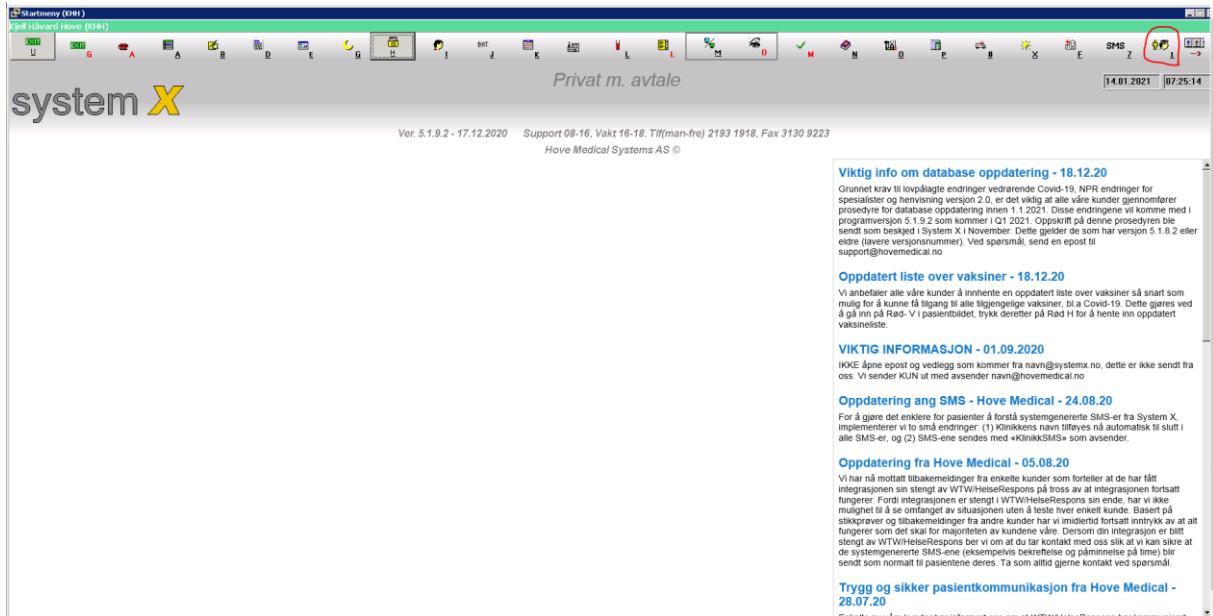 Startmeny (KHH )
Kjell Håvard Hove (KHH)
U G A A B D E G H I BHT J K L L M O M N O P H X F SMS Z 1
Privat m. avtale
14.01.2021 07:25:14
system X
Ver. 5.1.9.2 - 17.12.2020 Support 08-16, Vakt 16-18. Tlf(man-fre) 2193 1918, Fax 3130 9223
Hove Medical Systems AS ©
Viktig info om database oppdatering - 18.12.20
Grunnet krav til lovpålagte endringer vedrørende Covid-19, NPR endringer for
spesialister og henvisning versjon 2.0, er det viktig at alle våre kunder gjennomfører
prosedyre for database oppdatering innen 1.1.2021. Disse endringene vil komme med i
programversjon 5.1.9.2 som kommer i Q1 2021. Oppskrift på denne prosedyren ble
sendt som beskjed i System X i November. Dette gjelder de som har versjon 5.1.8.2 eller
eldre (lavere versjonsnummer). Ved spørsmål, send en epost til
support@hovemedical.no
Oppdatert liste over vaksiner - 18.12.20
Vi anbefaler alle våre kunder å innhente en oppdatert liste over vaksiner så snart som
mulig for å kunne få tilgang til alle tilgjengelige vaksiner, bl.a Covid-19. Dette gjøres ved
å gå inn på Rød- V i pasientbildet, trykk deretter på Rød H for å hente inn oppdatert
vaksineliste.
VIKTIG INFORMASJON - 01.09.2020
IKKE åpne epost og vedlegg som kommer fra navn@systemx.no, dette er ikke sendt fra
oss. Vi sender KUN ut med avsender navn@hovemedical.no
Oppdatering ang SMS - Hove Medical - 24.08.20
For å gjøre det enklere for pasienter å forstå systemgenererte SMS-er fra System X,
implementerer vi to små endringer: (1) Klinikkens navn tilføyes nå automatisk til slutt i
alle SMS-er, og (2) SMS-ene sendes med «KlinikkSMS» som avsender.
Oppdatering fra Hove Medical - 05.08.20
Vi har nå mottatt tilbakemeldinger fra enkelte kunder som forteller at de har fått
integrasjonen sin stengt av WTW/HelseRespons på tross av at integrasjonen fortsatt
fungerer. Fordi integrasjonen er stengt i WTW/HelseRespons sin ende, har vi ikke
mulighet til å se omfanget av situasjonen uten å teste hver enkelt kunde. Basert på
stikkprøver og tilbakemeldinger fra andre kunder har vi imidlertid fortsatt inntrykk av at alt
fungerer som det skal for majoriteten av kundene våre. Dersom din integrasjon er blitt
stengt av WTW/HelseRespons ber vi om at du tar kontakt med oss slik at vi kan sikre at
de systemgenererte SMS-ene (eksempelvis bekreftelse og påminnelse på time) blir
sendt som normalt til pasientene deres. Ta som alltid gjerne kontakt ved spørsmål.
Trygg og sikker pasientkommunikasjon fra Hove Medical -
28.07.20